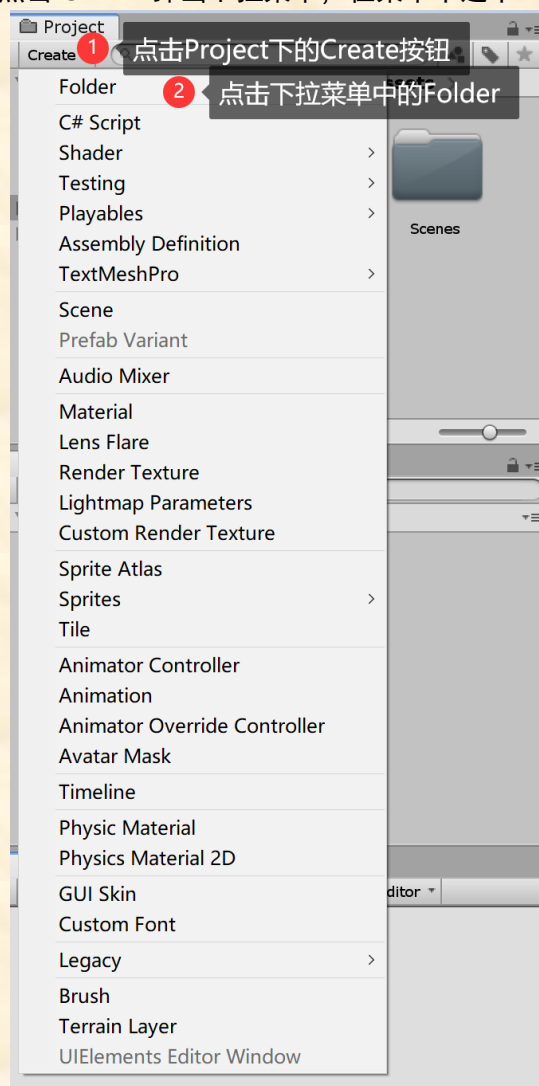 Project
Create
1 点击Project下的Create按钮
Folder
2 点击下拉菜单中的Folder
C# Script
Shader
Testing
Playables
Scenes
Assembly Definition
TextMeshPro
Scene
Prefab Variant
Audio Mixer
Material
Lens Flare
Render Texture
Lightmap Parameters
Custom Render Texture
Sprite Atlas
Sprites
Tile
Animator Controller
Animation
Animator Override Controller
Avatar Mask
Timeline
Physic Material
Physics Material 2D
GUI Skin
ditor
Custom Font
Legacy
Brush
Terrain Layer
UIElements Editor Window